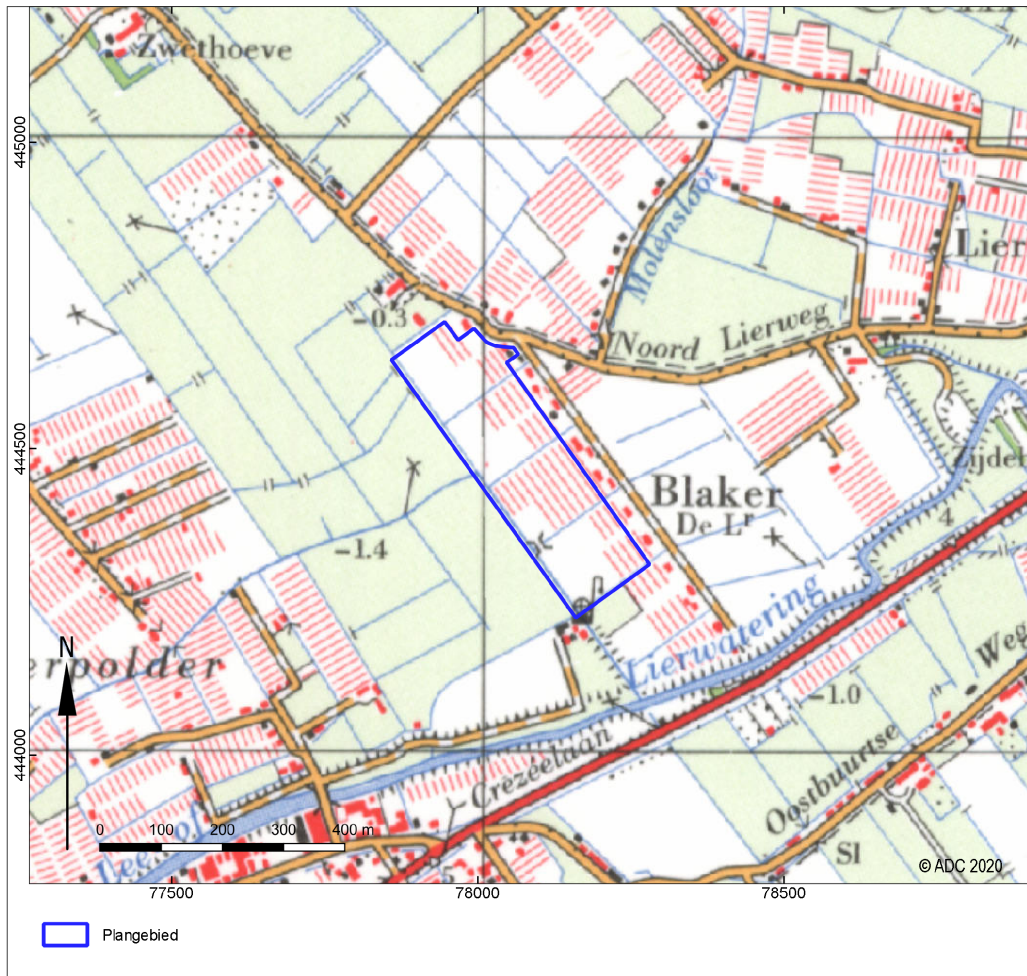 Zwethoeve
445000
Molensloot
Lier
-0.3
Noord Lierweg
444500
Blaker
De Lr
4
-1.4
Lierwatering
N
erpolder
-1.0
Weg
444000
Crezéelaan
Oostbuurtse
0 100 200 300 400 m
Sl
© ADC 2020
77500 78000 78500
Plangebied